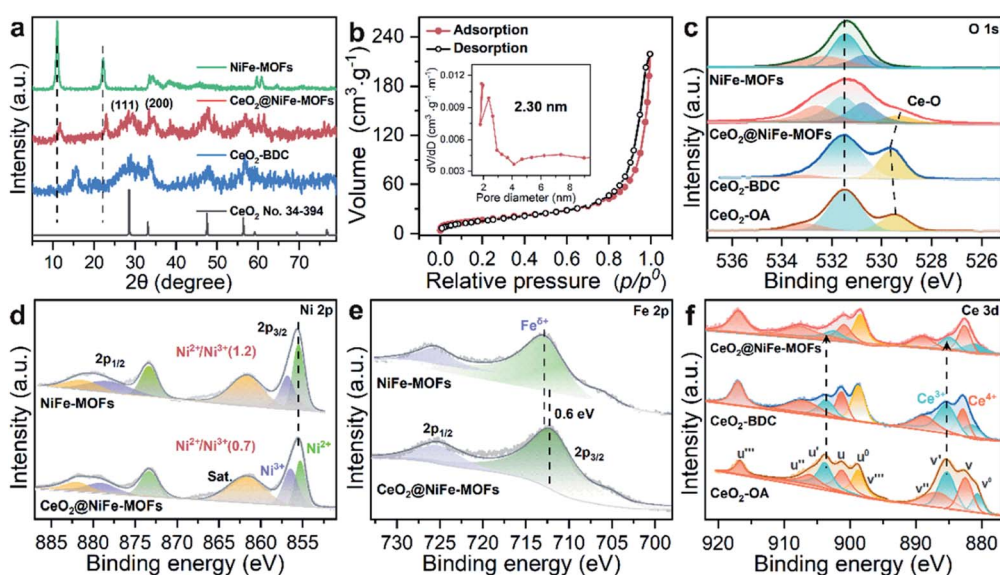 a
Intensity (a.u.)
NiFe-MOFs
(111) (200)
CeO₂@NiFe-MOFs
CeO₂-BDC
CeO₂ No. 34-394
10 20 30 40 50 60 70
2θ (degree)
b
Volume (cm³.g⁻¹)
Adsorption
Desorption
240
180
120
60
0
dV/dD (cm³·g⁻¹·m⁻¹)
0.012
0.009
0.006
0.003
2.30 nm
2 4 6 8
Pore diameter (nm)
0.0 0.2 0.4 0.6 0.8 1.0
Relative pressure (p/p⁰)
c
O 1s
Intensity (a.u.)
NiFe-MOFs
Ce-O
CeO₂@NiFe-MOFs
CeO₂-BDC
CeO₂-OA
536 534 532 530 528 526
Binding energy (eV)
d
Ni 2p
Intensity (a.u.)
2p₃/₂
2p₁/₂
Ni²⁺/Ni³⁺(1.2)
NiFe-MOFs
Ni²⁺/Ni³⁺(0.7)
Sat.
Ni³⁺
Ni²⁺
CeO₂@NiFe-MOFs
885 880 875 870 865 860 855
Binding energy (eV)
e
Fe 2p
Intensity (a.u.)
Feᵟ⁺
NiFe-MOFs
0.6 eV
2p₁/₂
2p₃/₂
CeO₂@NiFe-MOFs
730 724 718 712 706 700
Binding energy (eV)
f
Ce 3d
Intensity (a.u.)
CeO₂@NiFe-MOFs
Ce³⁺
Ce⁴⁺
CeO₂-BDC
u''' u'' u' u u⁰ v''' v'' v' v v⁰
CeO₂-OA
920 910 900 890 880
Binding energy (eV)